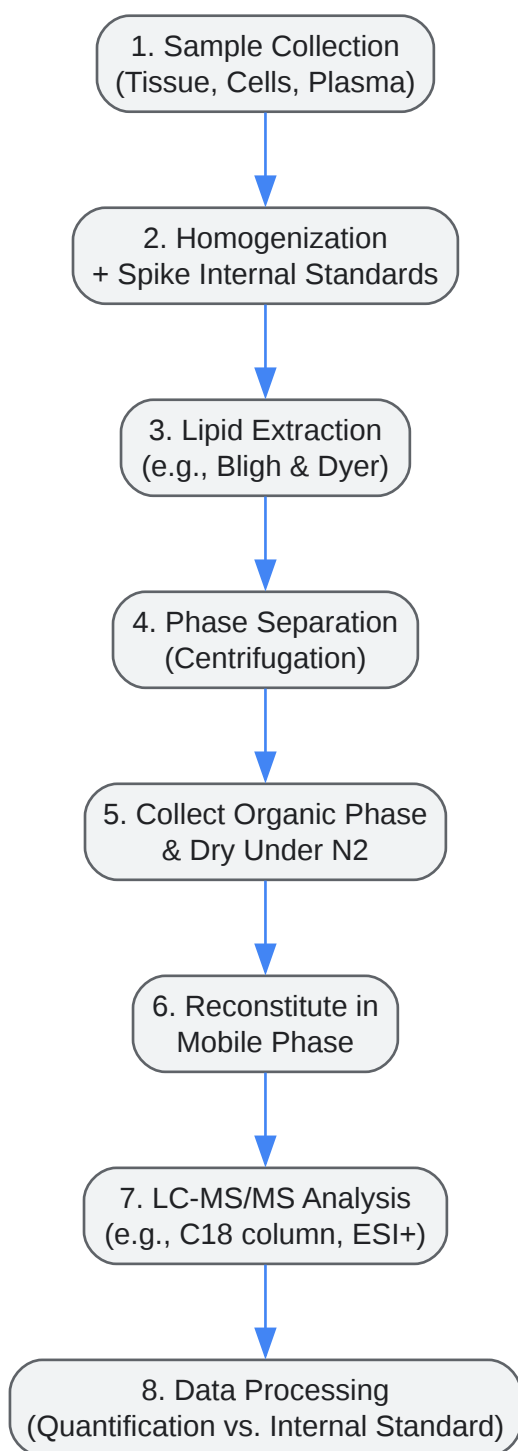 1. Sample Collection
(Tissue, Cells, Plasma)
2. Homogenization
+ Spike Internal Standards
3. Lipid Extraction
(e.g., Bligh & Dyer)
4. Phase Separation
(Centrifugation)
5. Collect Organic Phase
& Dry Under N2
6. Reconstitute in
Mobile Phase
7. LC-MS/MS Analysis
(e.g., C18 column, ESI+)
8. Data Processing
(Quantification vs. Internal Standard)